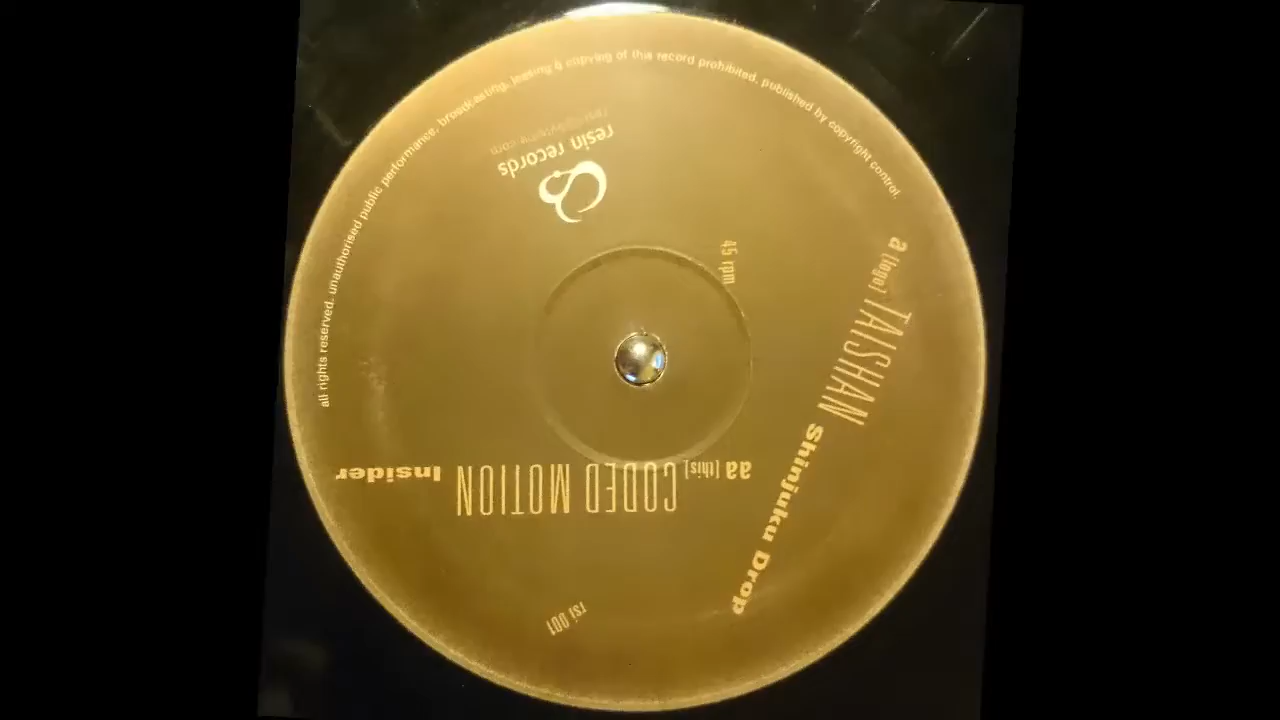 all rights reserved. unauthorised public performance, broadcasting, leasing & copying of this record prohibited. published by copyright control.
resin records
45 rpm
a [logo] TAISHAN Shinjuku Drop
aa [this] CODED MOTION Insider
rsi 001